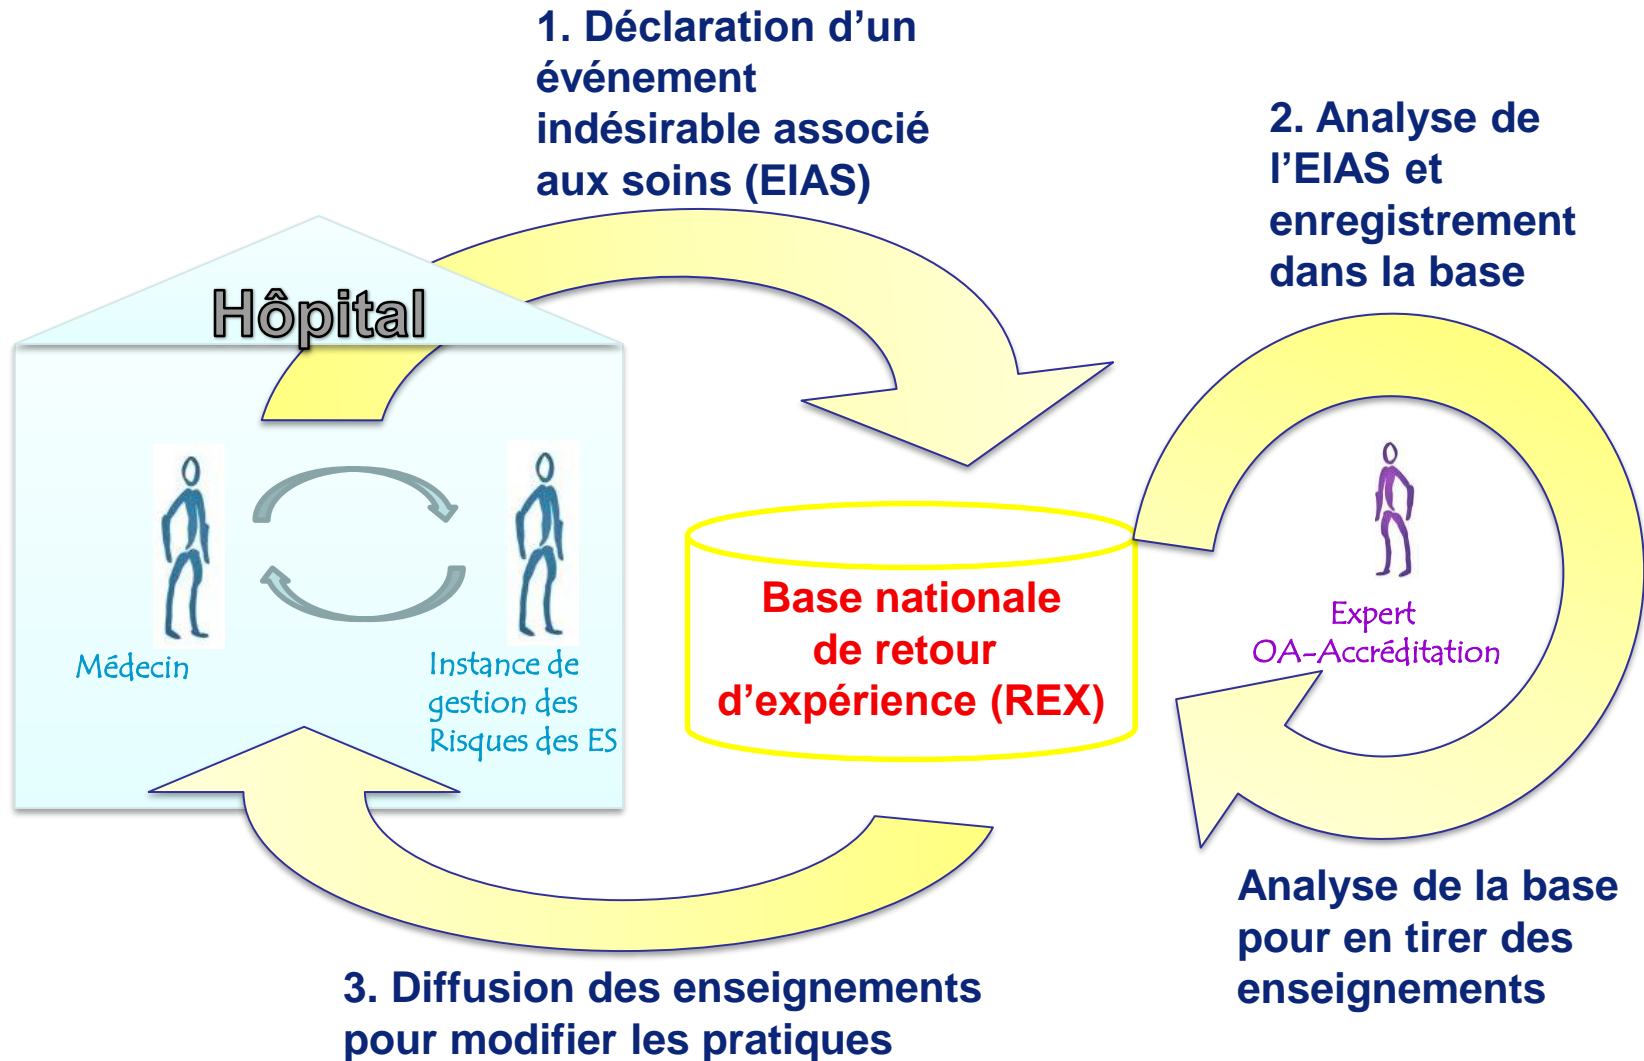 1. Déclaration d’un
événement
indésirable associé
aux soins (EIAS)
2. Analyse de
l’EIAS et
enregistrement
dans la base
Hôpital
Médecin
Instance de
gestion des
Risques des ES
Base nationale
de retour
d’expérience (REX)
Expert
OA-Accréditation
Analyse de la base
pour en tirer des
enseignements
3. Diffusion des enseignements
pour modifier les pratiques